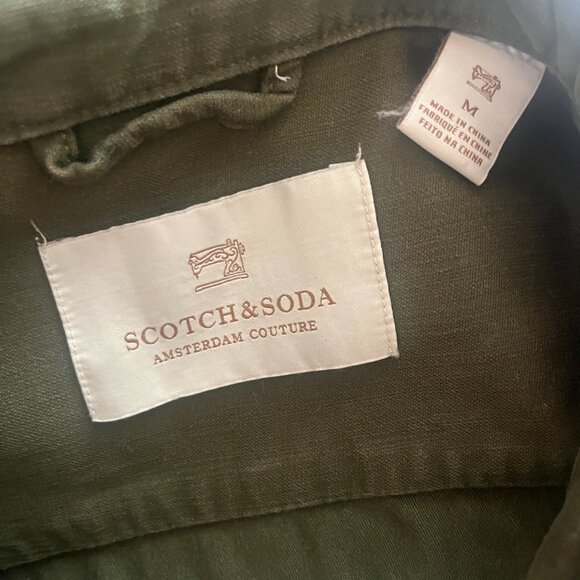 SCOTCH & SODA
AMSTERDAM COUTURE
M
MADE IN CHINA
FABRIQUÉ EN CHINE
FEITO NA CHINA